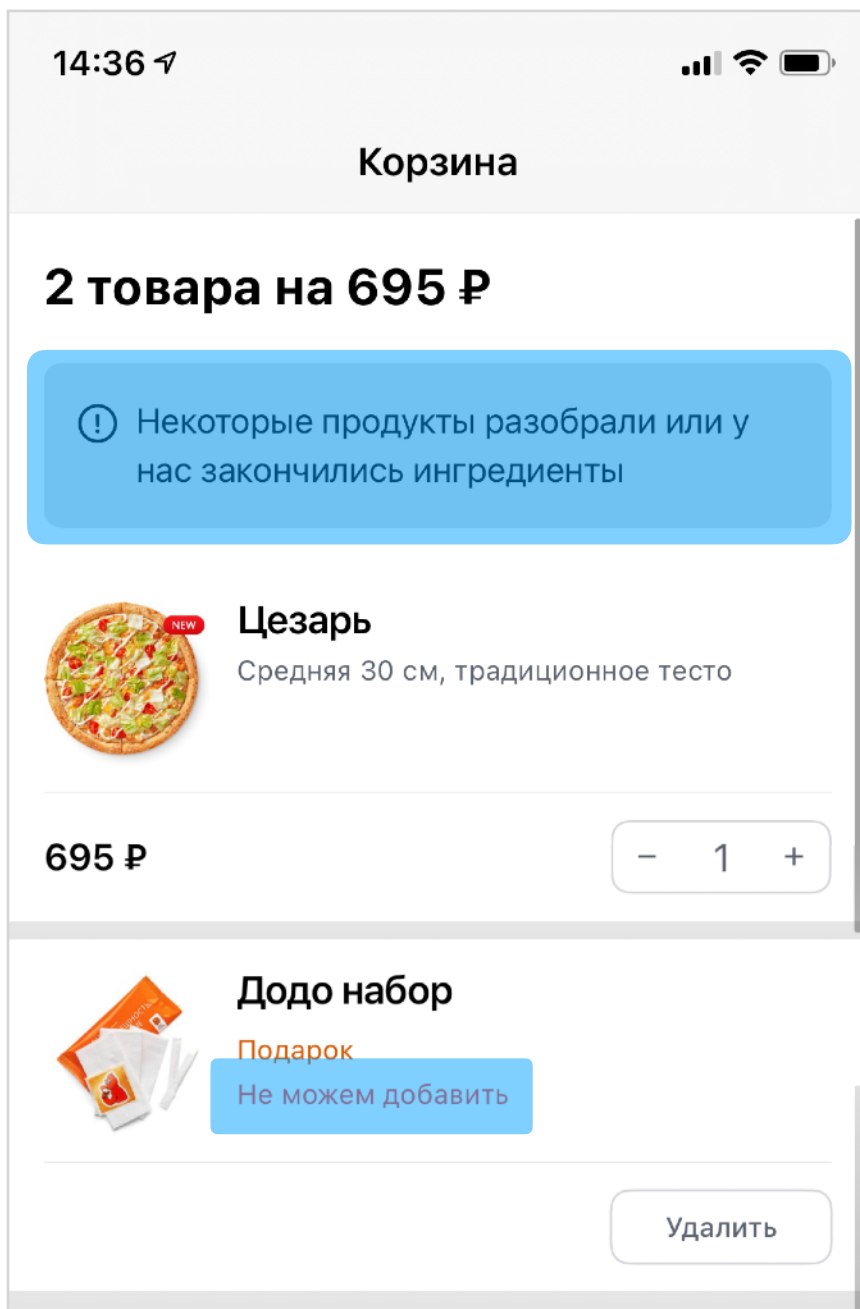 14:36
Корзина
2 товара на 695 ₽
Некоторые продукты разобрали или у
нас закончились ингредиенты
NEW
Цезарь
Средняя 30 см, традиционное тесто
695 ₽
− 1 +
Додо набор
Подарок
Не можем добавить
Удалить